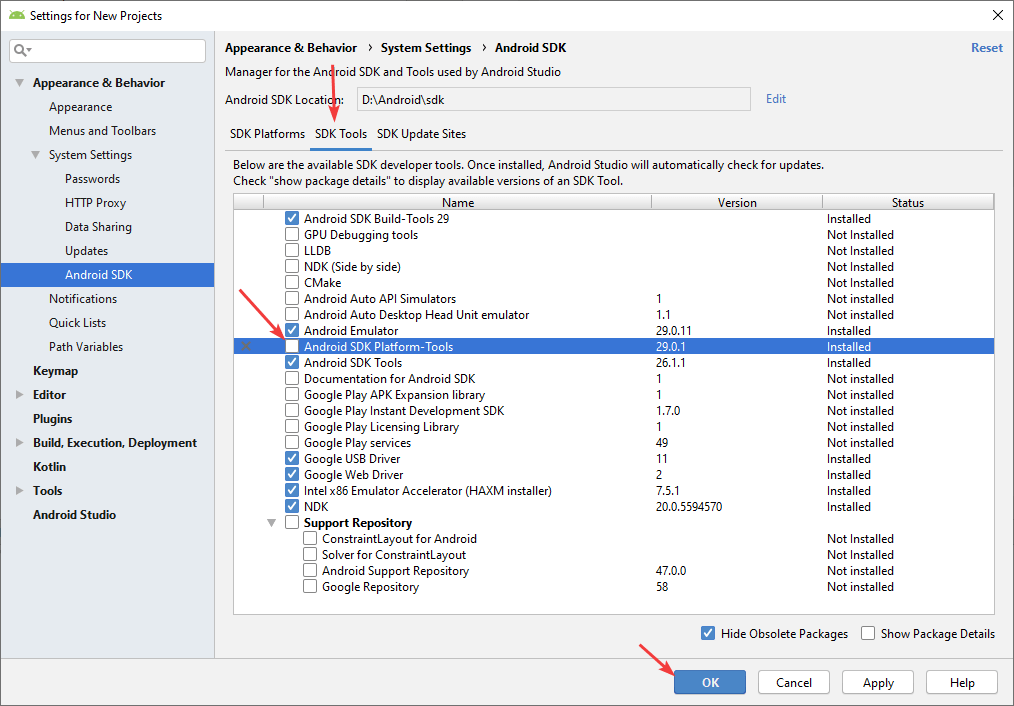 Settings for New Projects
Appearance & Behavior
Appearance
Menus and Toolbars
System Settings
Passwords
HTTP Proxy
Data Sharing
Updates
Android SDK
Notifications
Quick Lists
Path Variables
Keymap
Editor
Plugins
Build, Execution, Deployment
Kotlin
Tools
Android Studio
Appearance & Behavior › System Settings › Android SDK Reset
Manager for the Android SDK and Tools used by Android Studio
Android SDK Location: D:\Android\sdk Edit
SDK Platforms SDK Tools SDK Update Sites
Below are the available SDK developer tools. Once installed, Android Studio will automatically check for updates.
Check "show package details" to display available versions of an SDK Tool.
Name Version Status
Android SDK Build-Tools 29 Installed
GPU Debugging tools Not Installed
LLDB Not Installed
NDK (Side by side) Not Installed
CMake Not Installed
Android Auto API Simulators 1 Not installed
Android Auto Desktop Head Unit emulator 1.1 Not installed
Android Emulator 29.0.11 Installed
Android SDK Platform-Tools 29.0.1 Installed
Android SDK Tools 26.1.1 Installed
Documentation for Android SDK 1 Not installed
Google Play APK Expansion library 1 Not installed
Google Play Instant Development SDK 1.7.0 Not installed
Google Play Licensing Library 1 Not installed
Google Play services 49 Not installed
Google USB Driver 11 Installed
Google Web Driver 2 Installed
Intel x86 Emulator Accelerator (HAXM installer) 7.5.1 Installed
NDK 20.0.5594570 Installed
Support Repository
ConstraintLayout for Android Not Installed
Solver for ConstraintLayout Not Installed
Android Support Repository 47.0.0 Not installed
Google Repository 58 Not installed
Hide Obsolete Packages Show Package Details
OK Cancel Apply Help